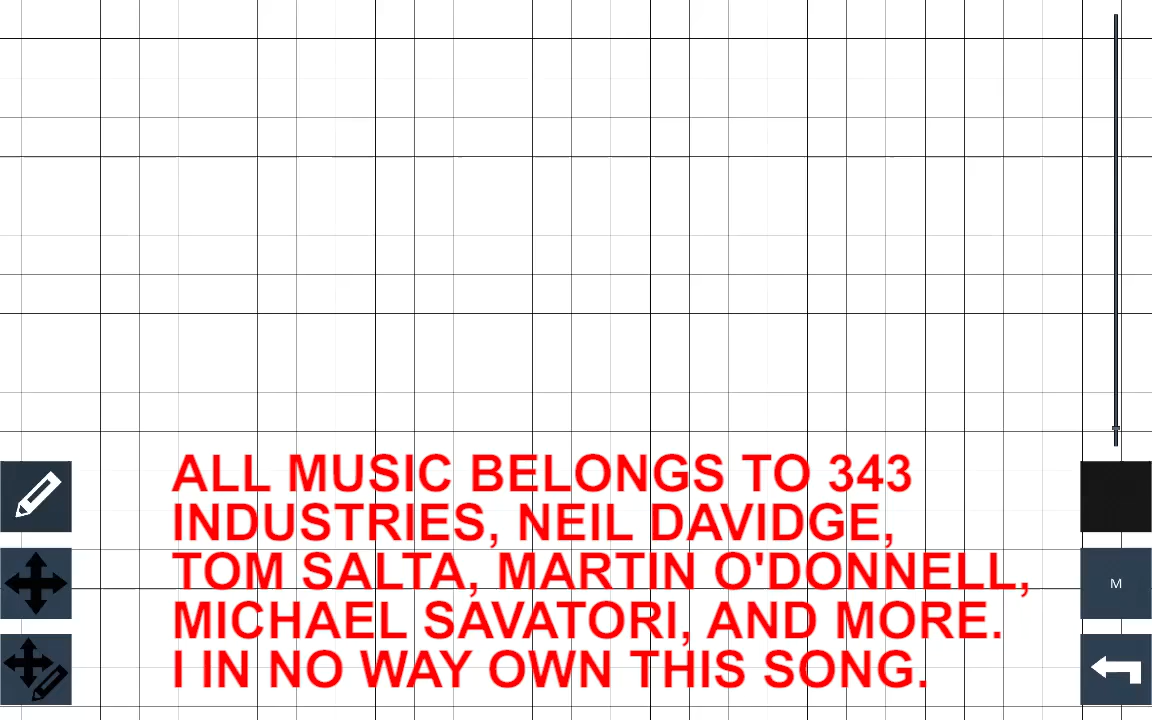 ALL MUSIC BELONGS TO 343
INDUSTRIES, NEIL DAVIDGE,
TOM SALTA, MARTIN O'DONNELL,
MICHAEL SAVATORI, AND MORE.
I IN NO WAY OWN THIS SONG.
M